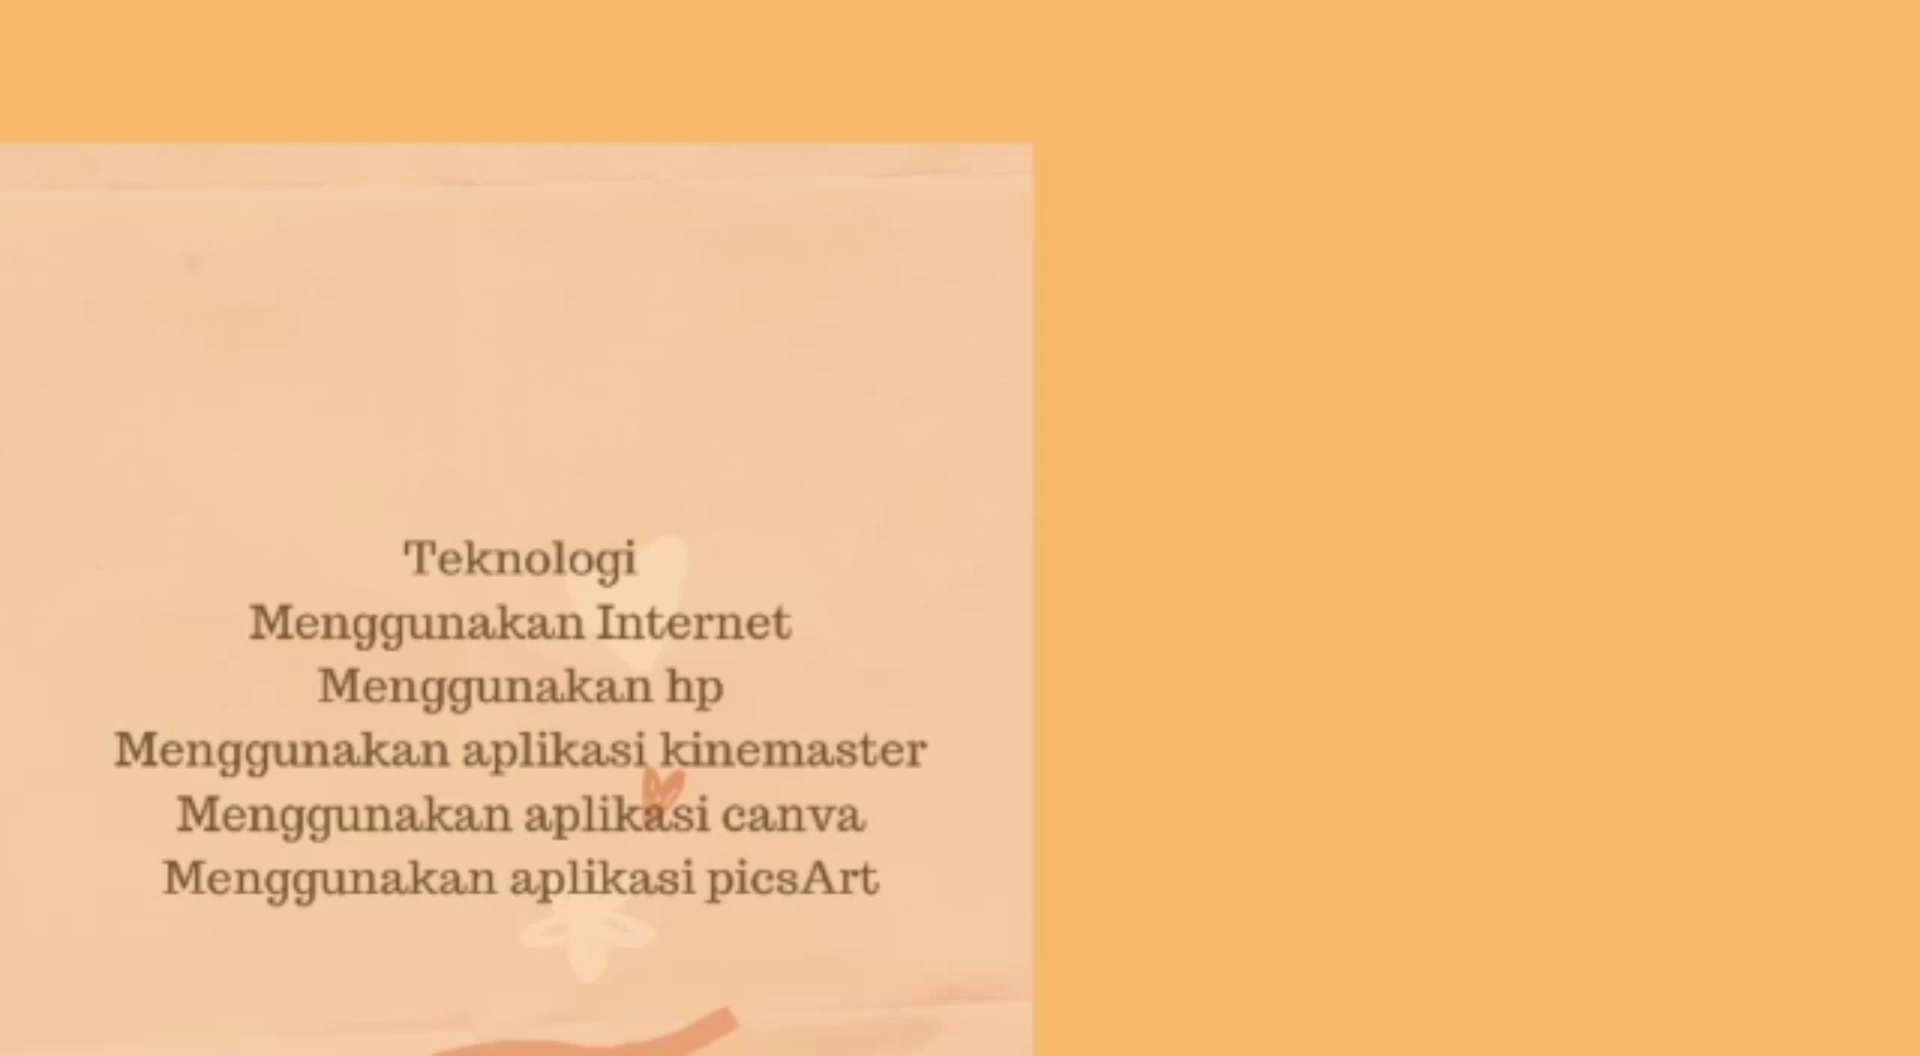 Teknologi
Menggunakan Internet
Menggunakan hp
Menggunakan aplikasi kinemaster
Menggunakan aplikasi canva
Menggunakan aplikasi picsArt